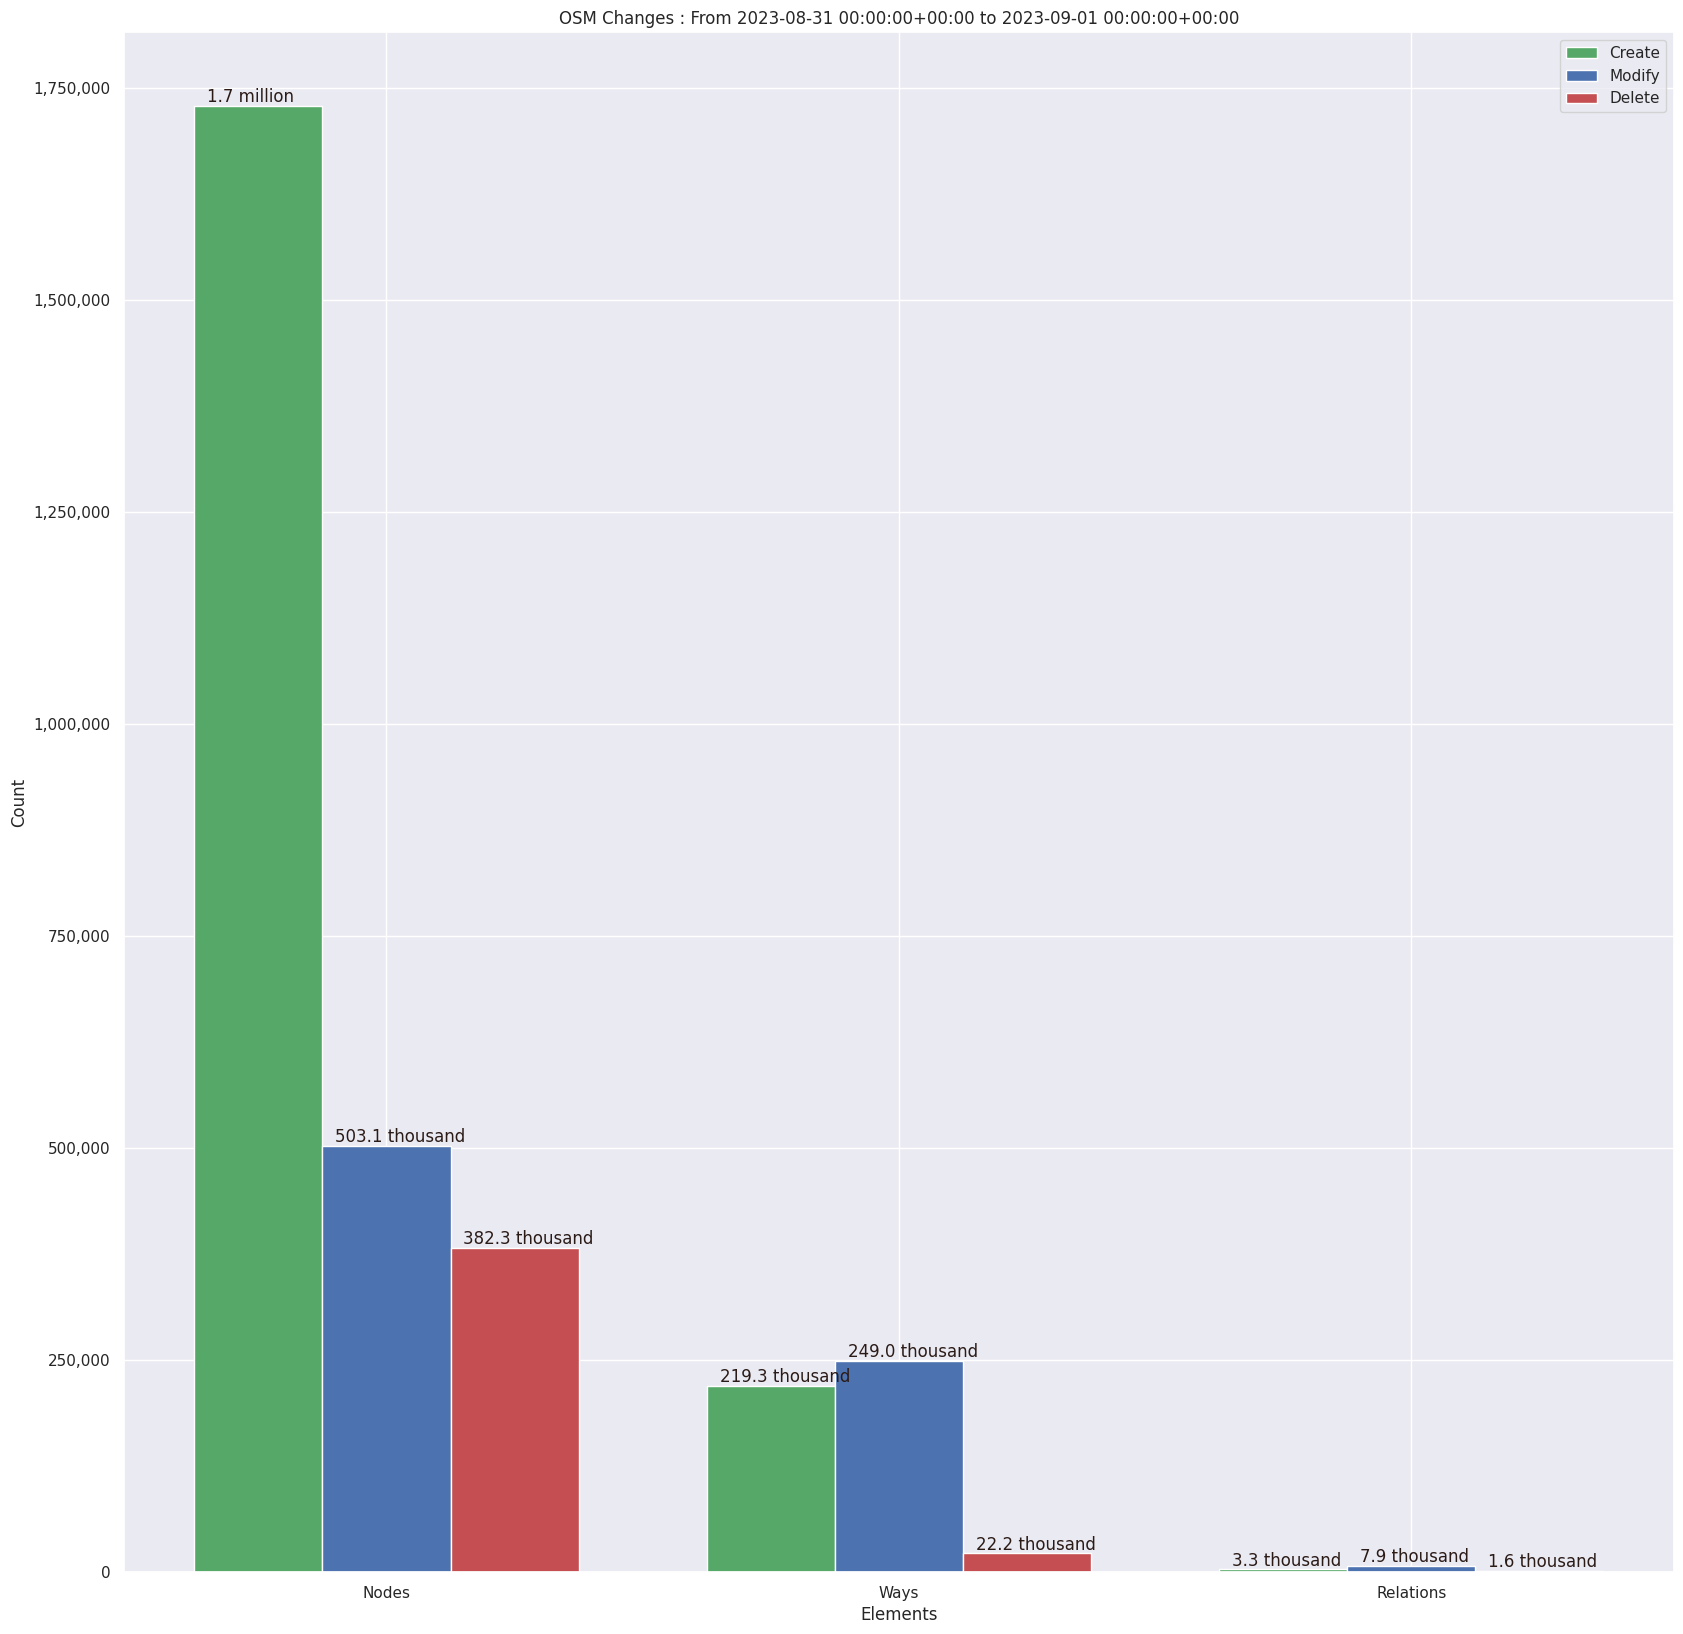 OSM Changes : From 2023-08-31 00:00:00+00:00 to 2023-09-01 00:00:00+00:00
Create
Modify
Delete
1,750,000
1,500,000
1,250,000
1,000,000
750,000
500,000
250,000
0
Count
1.7 million
503.1 thousand
382.3 thousand
219.3 thousand
249.0 thousand
22.2 thousand
3.3 thousand
7.9 thousand
1.6 thousand
Nodes
Ways
Relations
Elements